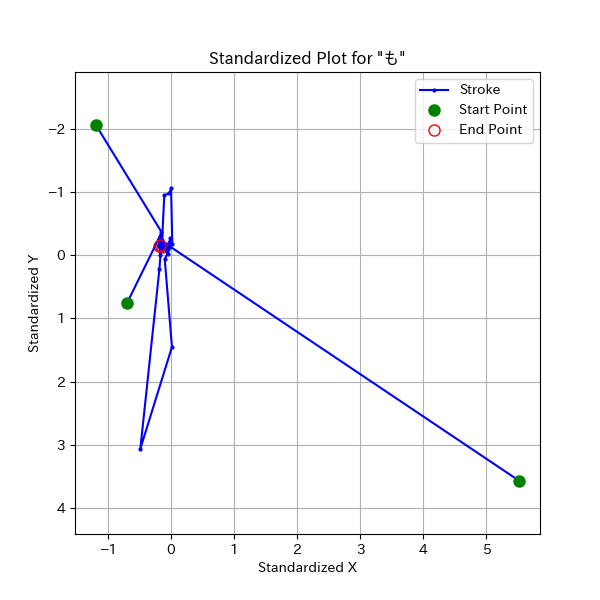 Standardized Plot for "も"
Stroke
Start Point
End Point
−2
−1
0
1
2
3
4
Standardized Y
−1 0 1 2 3 4 5
Standardized X